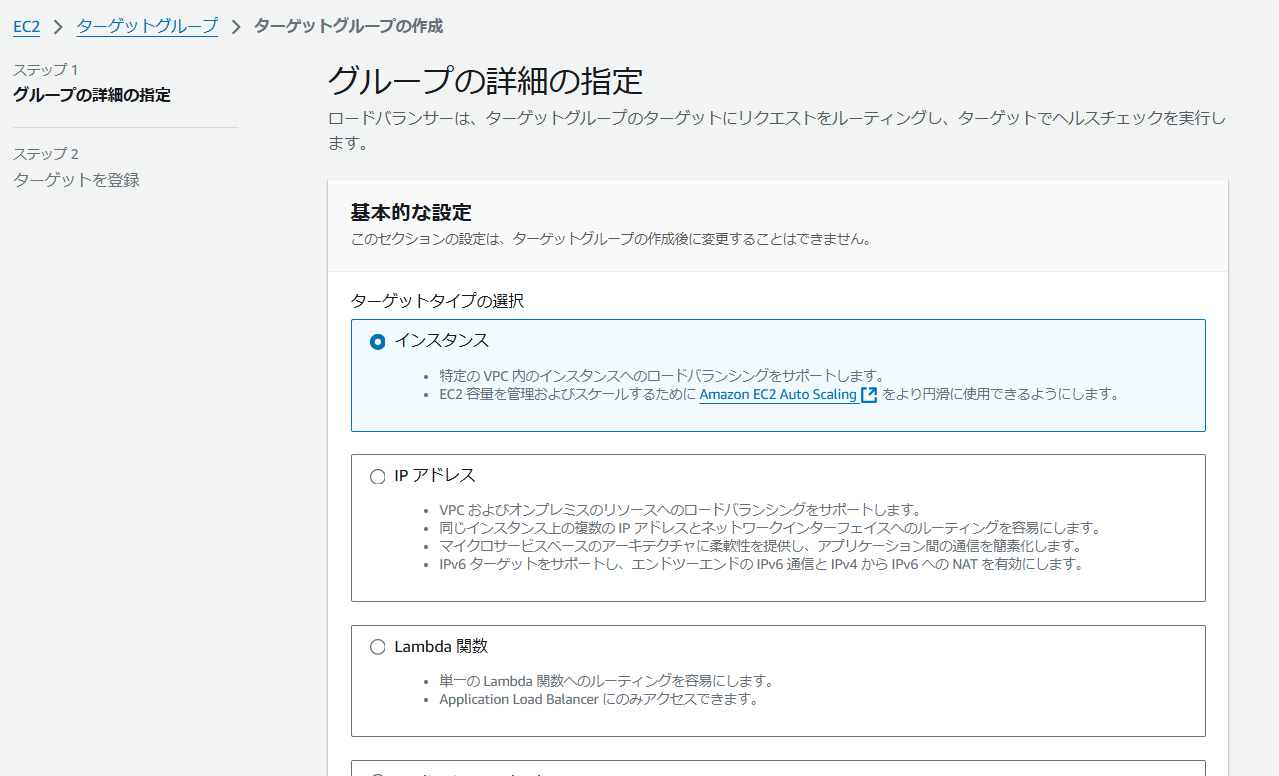 EC2 > ターゲットグループ > ターゲットグループの作成
ステップ 1
グループの詳細の指定
ステップ 2
ターゲットを登録
グループの詳細の指定
ロードバランサーは、ターゲットグループのターゲットにリクエストをルーティングし、ターゲットでヘルスチェックを実行し
ます。
基本的な設定
このセクションの設定は、ターゲットグループの作成後に変更することはできません。
ターゲットタイプの選択
インスタンス
• 特定の VPC 内のインスタンスへのロードバランシングをサポートします。
• EC2 容量を管理およびスケールするために Amazon EC2 Auto Scaling をより円滑に使用できるようにします。
IP アドレス
• VPC およびオンプレミスのリソースへのロードバランシングをサポートします。
• 同じインスタンス上の複数の IP アドレスとネットワークインターフェイスへのルーティングを容易にします。
• マイクロサービスベースのアーキテクチャに柔軟性を提供し、アプリケーション間の通信を簡素化します。
• IPv6 ターゲットをサポートし、エンドツーエンドの IPv6 通信と IPv4 から IPv6 への NAT を有効にします。
Lambda 関数
• 単一の Lambda 関数へのルーティングを容易にします。
• Application Load Balancer にのみアクセスできます。